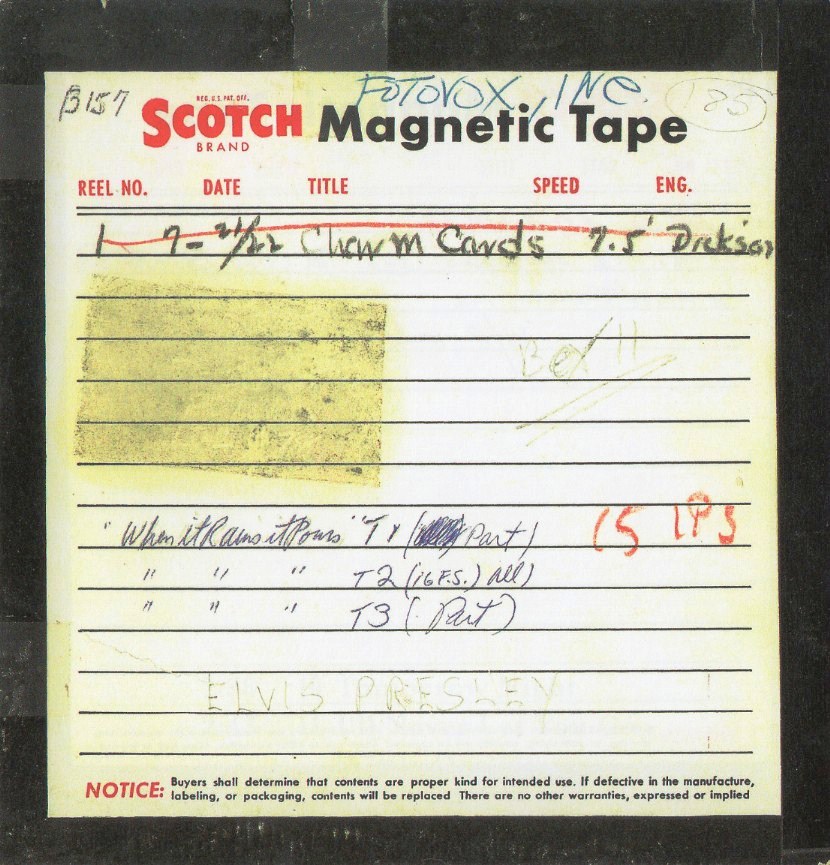 B157 FOTOVOX, INC. 85
REG. U.S. PAT. OFF.
SCOTCH Magnetic Tape
BRAND
REEL NO. DATE TITLE SPEED ENG.
1 7-21/22 Charm Cards 7.5 Dickson
Box 11
"When it Rains it Pours" T1 (Part) 15 IPS
" " " T2 (16 F.S.) All)
" " " T3 (Part)
ELVIS PRESLEY
NOTICE: Buyers shall determine that contents are proper kind for intended use. If defective in the manufacture,
labeling, or packaging, contents will be replaced There are no other warranties, expressed or implied